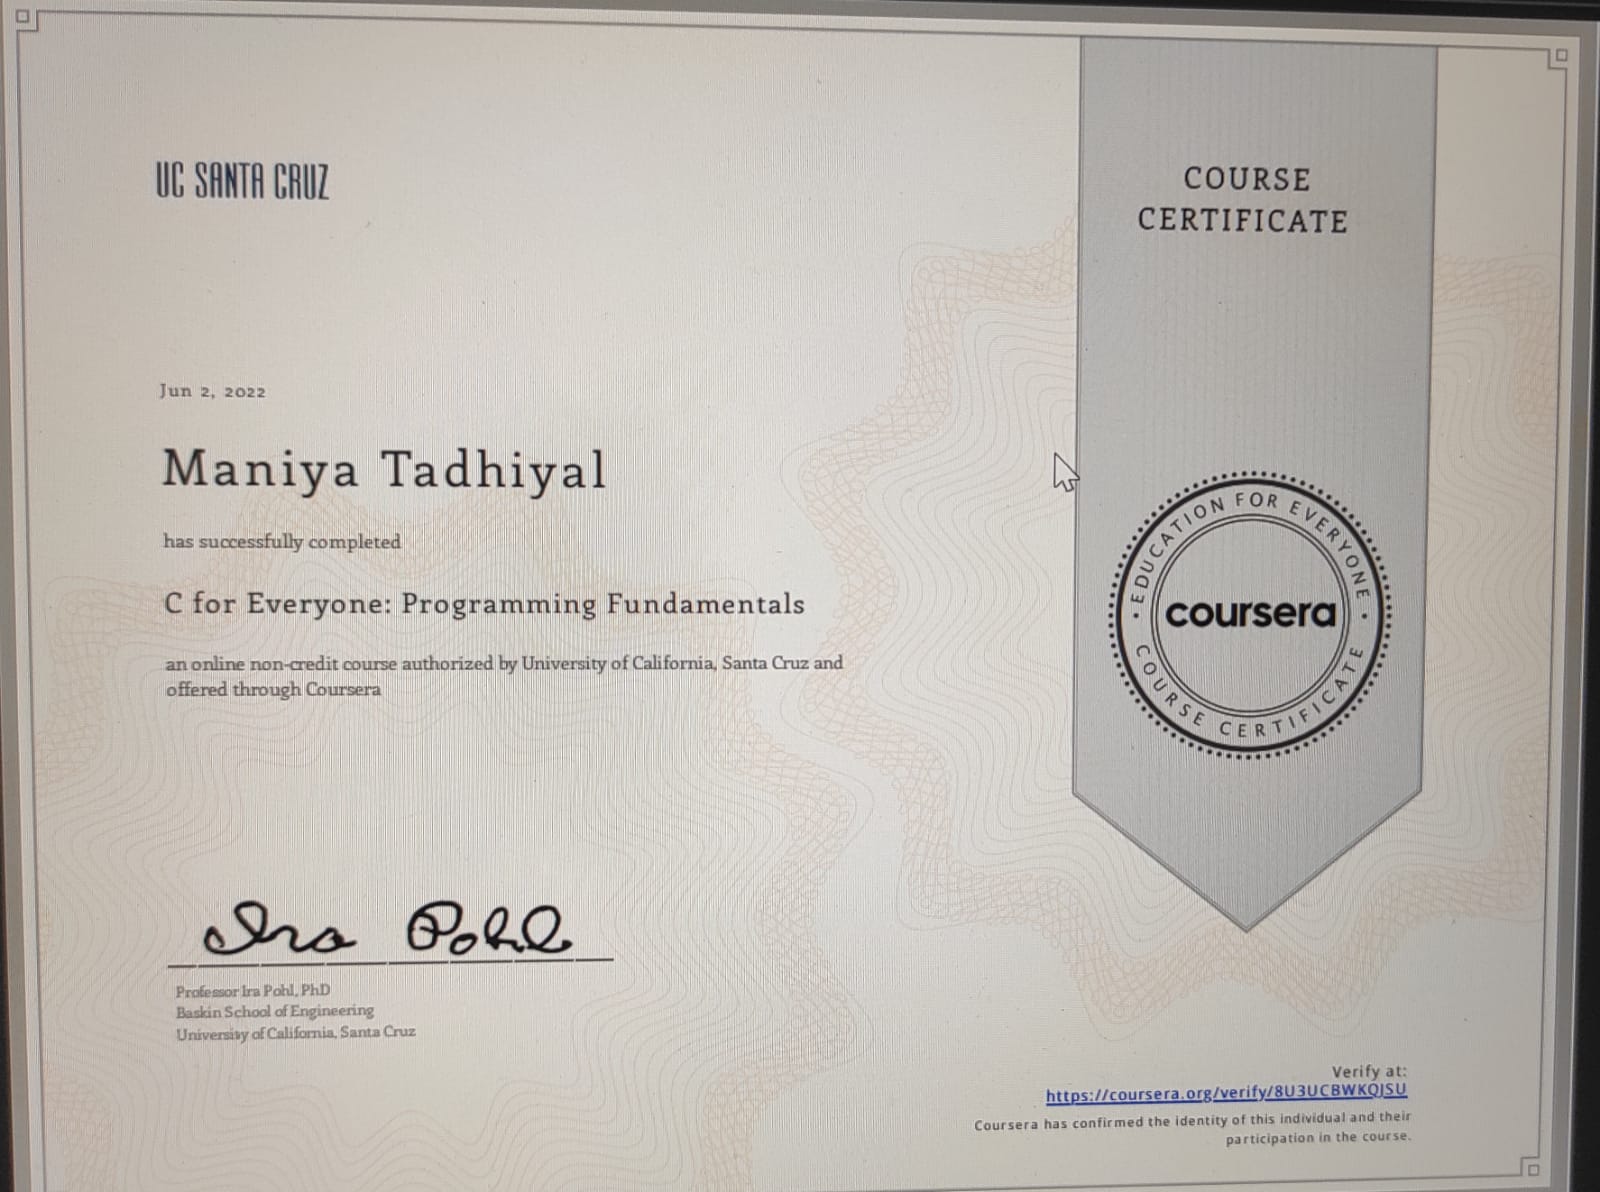 UC SANTA CRUZ
COURSE
CERTIFICATE
Jun 2, 2022
Maniya Tadhiyal
has successfully completed
C for Everyone: Programming Fundamentals
an online non-credit course authorized by University of California, Santa Cruz and
offered through Coursera
EDUCATION FOR EVERYONE
coursera
COURSE CERTIFICATE
Ira Pohl
Professor Ira Pohl, PhD
Baskin School of Engineering
University of California, Santa Cruz
Verify at:
https://coursera.org/verify/8U3UCBWKQJSU
Coursera has confirmed the identity of this individual and their
participation in the course.